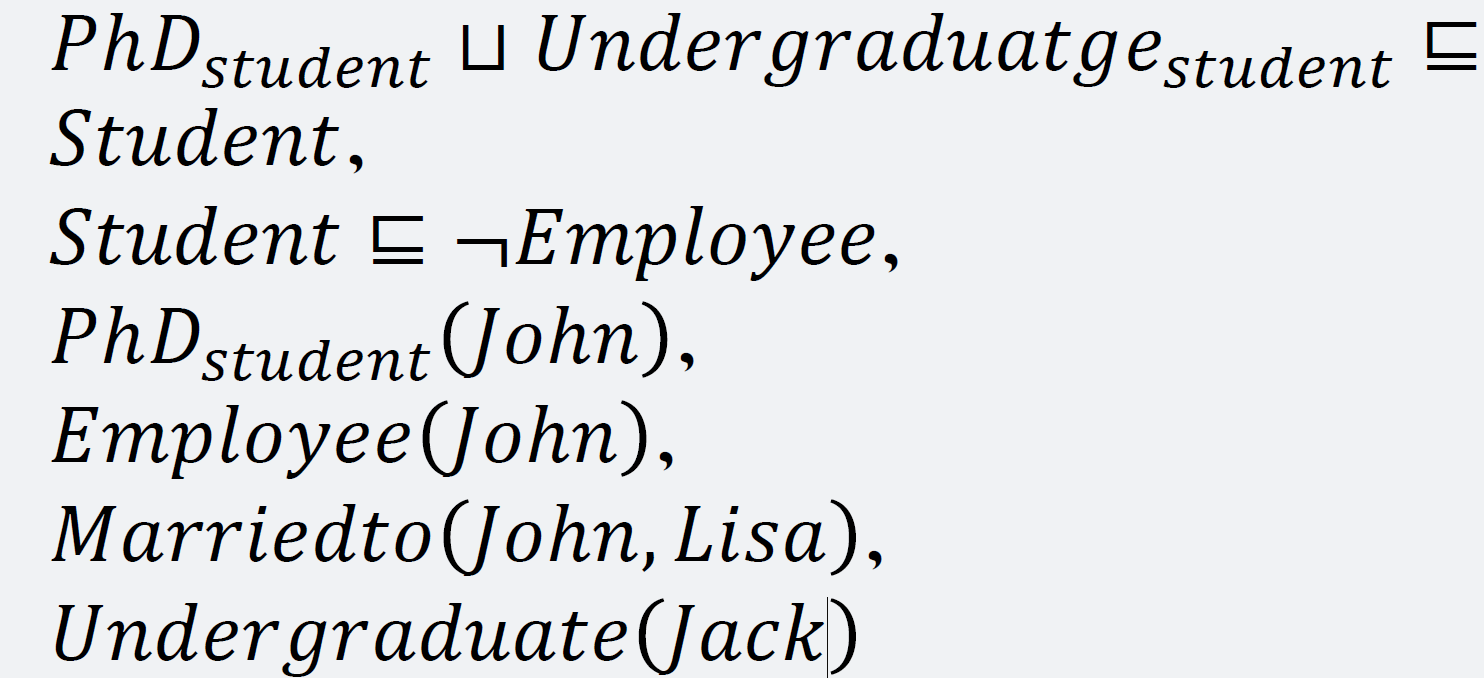 PhD_student ⊔ Undergraduatge_student ⊑
Student,
Student ⊑ ¬Employee,
PhD_student(John),
Employee(John),
Marriedto(John, Lisa),
Undergraduate(Jack)